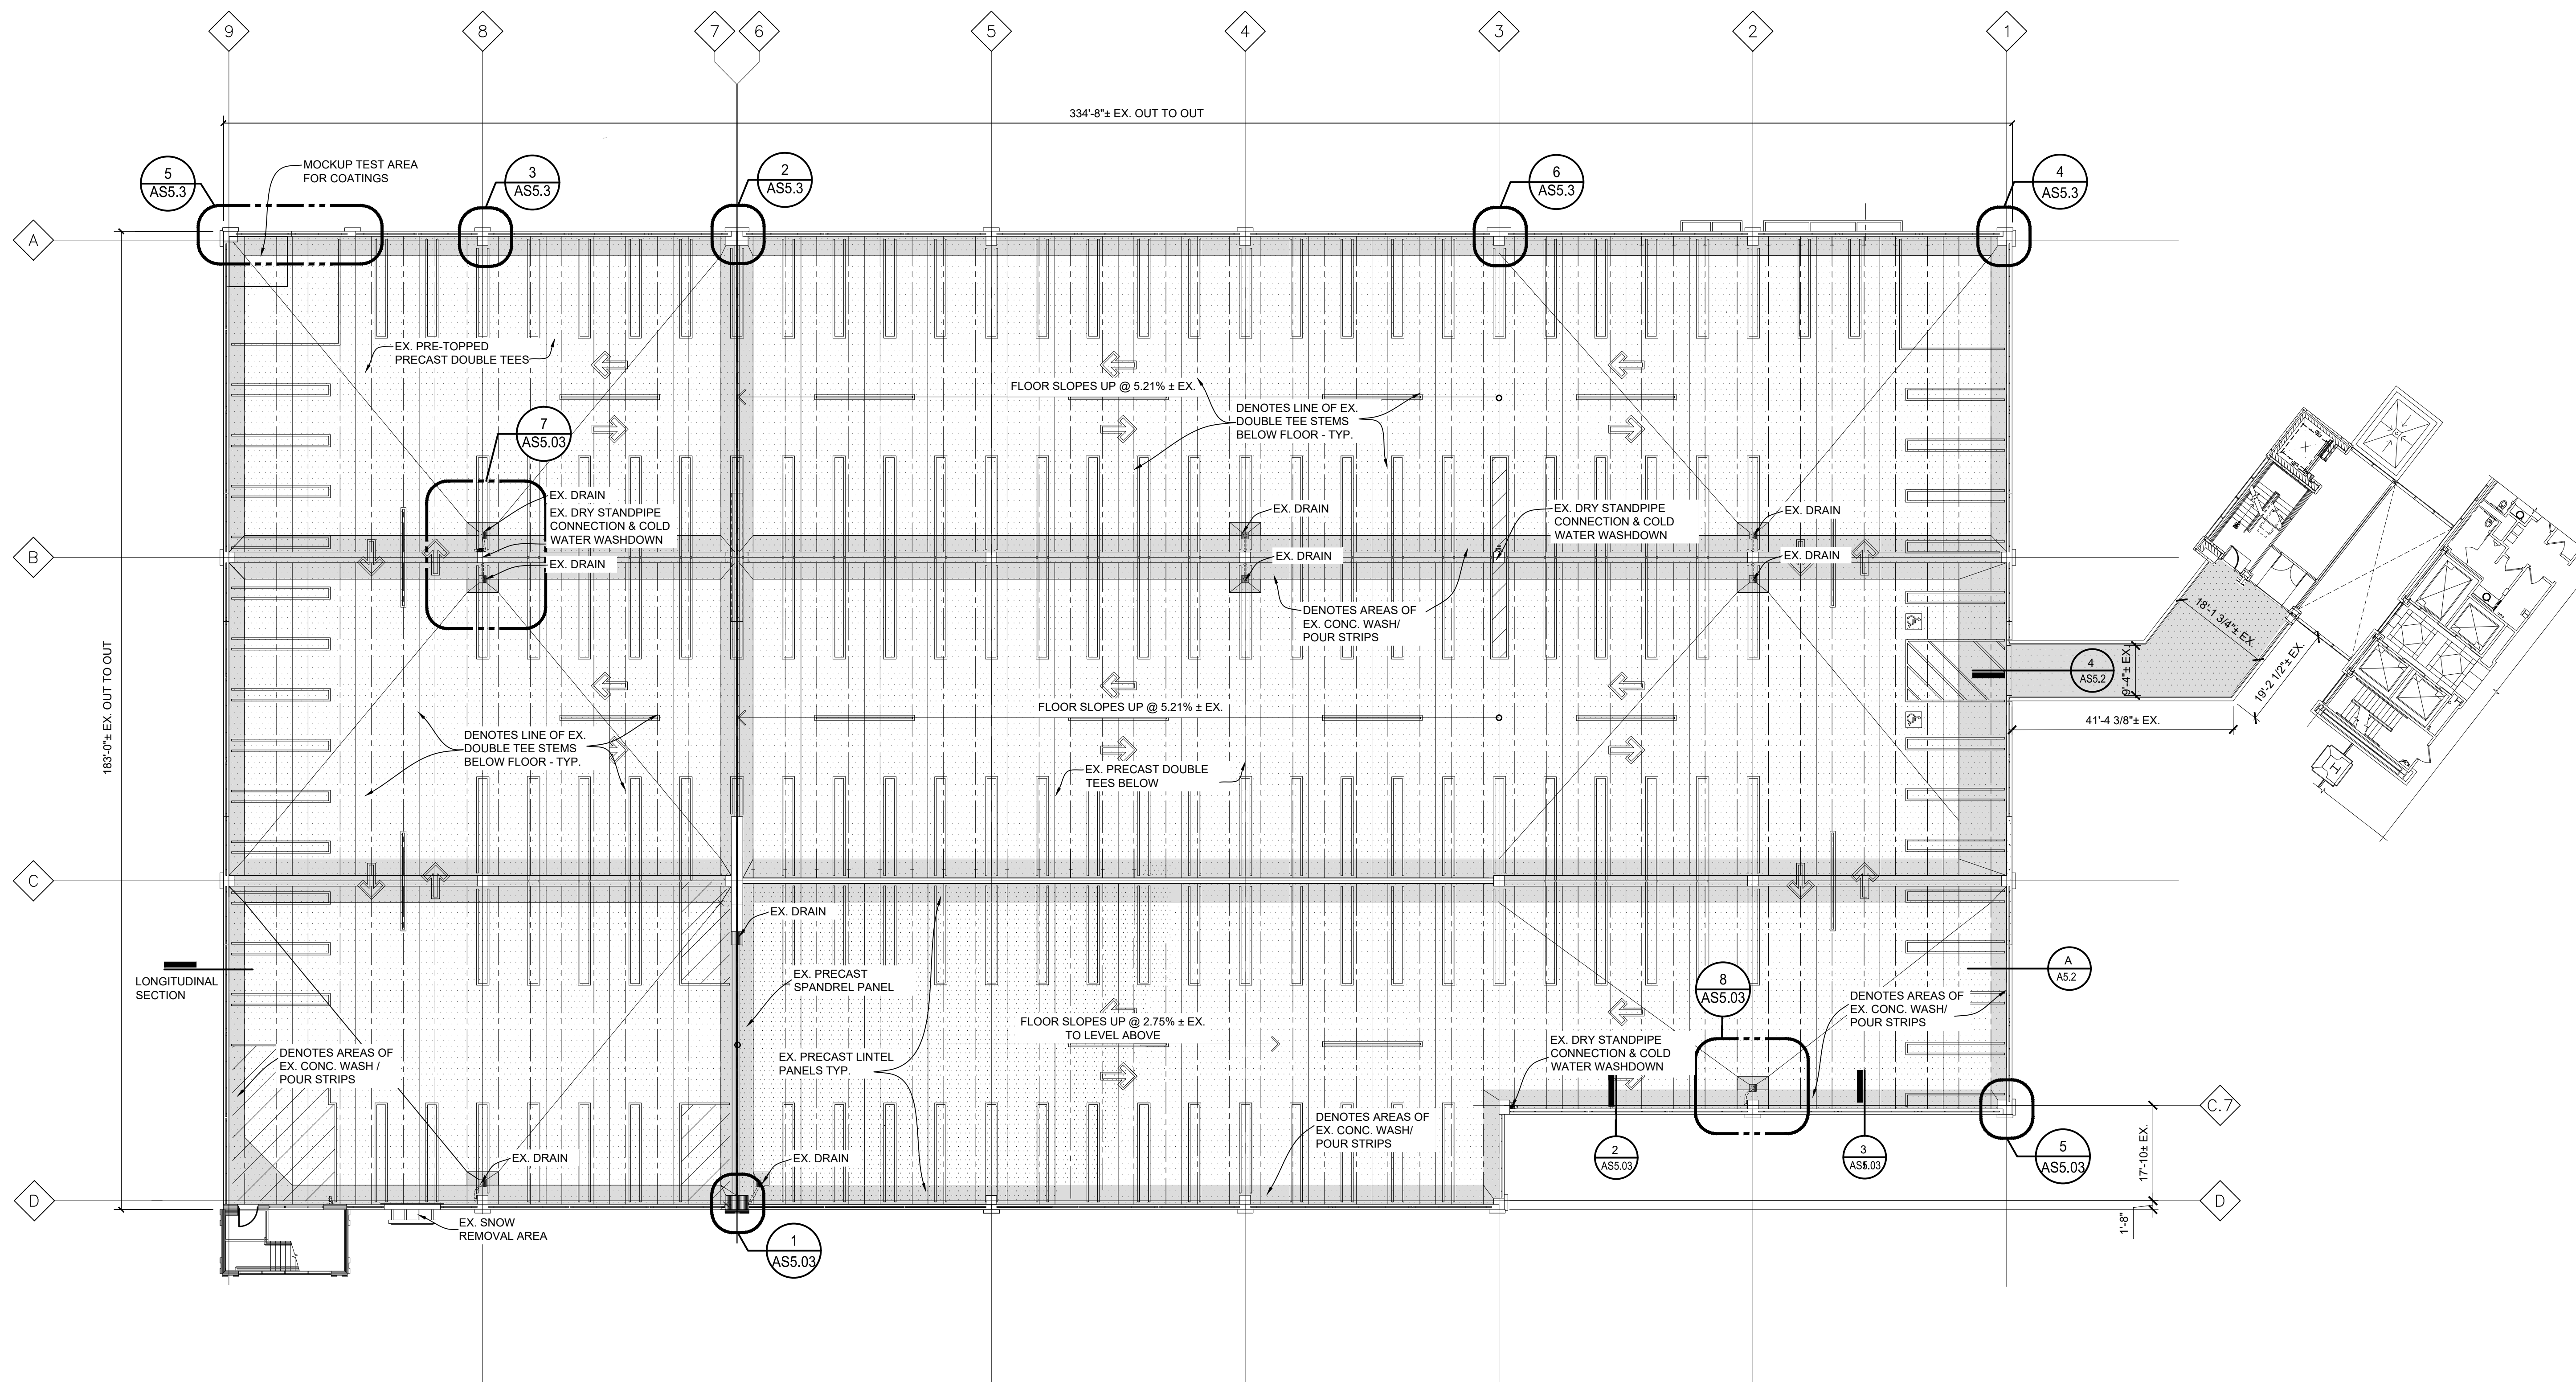 9
8
7
6
5
4
3
2
1
334'-8"± EX. OUT TO OUT
MOCKUP TEST AREA
FOR COATINGS
5
AS5.3
3
AS5.3
2
AS5.3
6
AS5.3
4
AS5.3
A
EX. PRE-TOPPED
PRECAST DOUBLE TEES
FLOOR SLOPES UP @ 5.21% ± EX.
DENOTES LINE OF EX.
DOUBLE TEE STEMS
BELOW FLOOR - TYP.
7
AS5.03
EX. DRAIN
EX. DRY STANDPIPE
CONNECTION & COLD
WATER WASHDOWN
EX. DRAIN
EX. DRAIN
EX. DRAIN
EX. DRY STANDPIPE
CONNECTION & COLD
WATER WASHDOWN
EX. DRAIN
EX. DRAIN
B
DENOTES AREAS OF
EX. CONC. WASH/
POUR STRIPS
18'-1 3/4"± EX.
19'-2 1/2"± EX.
9'-4"± EX.
4
AS5.2
41'-4 3/8"± EX.
H
183'-0"± EX. OUT TO OUT
FLOOR SLOPES UP @ 5.21% ± EX.
DENOTES LINE OF EX.
DOUBLE TEE STEMS
BELOW FLOOR - TYP.
EX. PRECAST DOUBLE
TEES BELOW
C
EX. DRAIN
LONGITUDINAL
SECTION
EX. PRECAST
SPANDREL PANEL
A
A5.2
8
AS5.03
DENOTES AREAS OF
EX. CONC. WASH/
POUR STRIPS
FLOOR SLOPES UP @ 2.75% ± EX.
TO LEVEL ABOVE
DENOTES AREAS OF
EX. CONC. WASH /
POUR STRIPS
EX. PRECAST LINTEL
PANELS TYP.
EX. DRY STANDPIPE
CONNECTION & COLD
WATER WASHDOWN
DENOTES AREAS OF
EX. CONC. WASH/
POUR STRIPS
C.7
17'-10± EX.
2
AS5.03
3
5
AS5.03
EX. DRAIN
EX. DRAIN
D
D
1'-8"
EX. SNOW
REMOVAL AREA
1
AS5.03